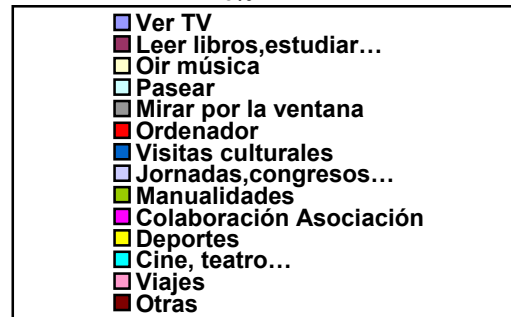 Ver TV
Leer libros,estudiar…
Oir música
Pasear
Mirar por la ventana
Ordenador
Visitas culturales
Jornadas,congresos…
Manualidades
Colaboración Asociación
Deportes
Cine, teatro…
Viajes
Otras